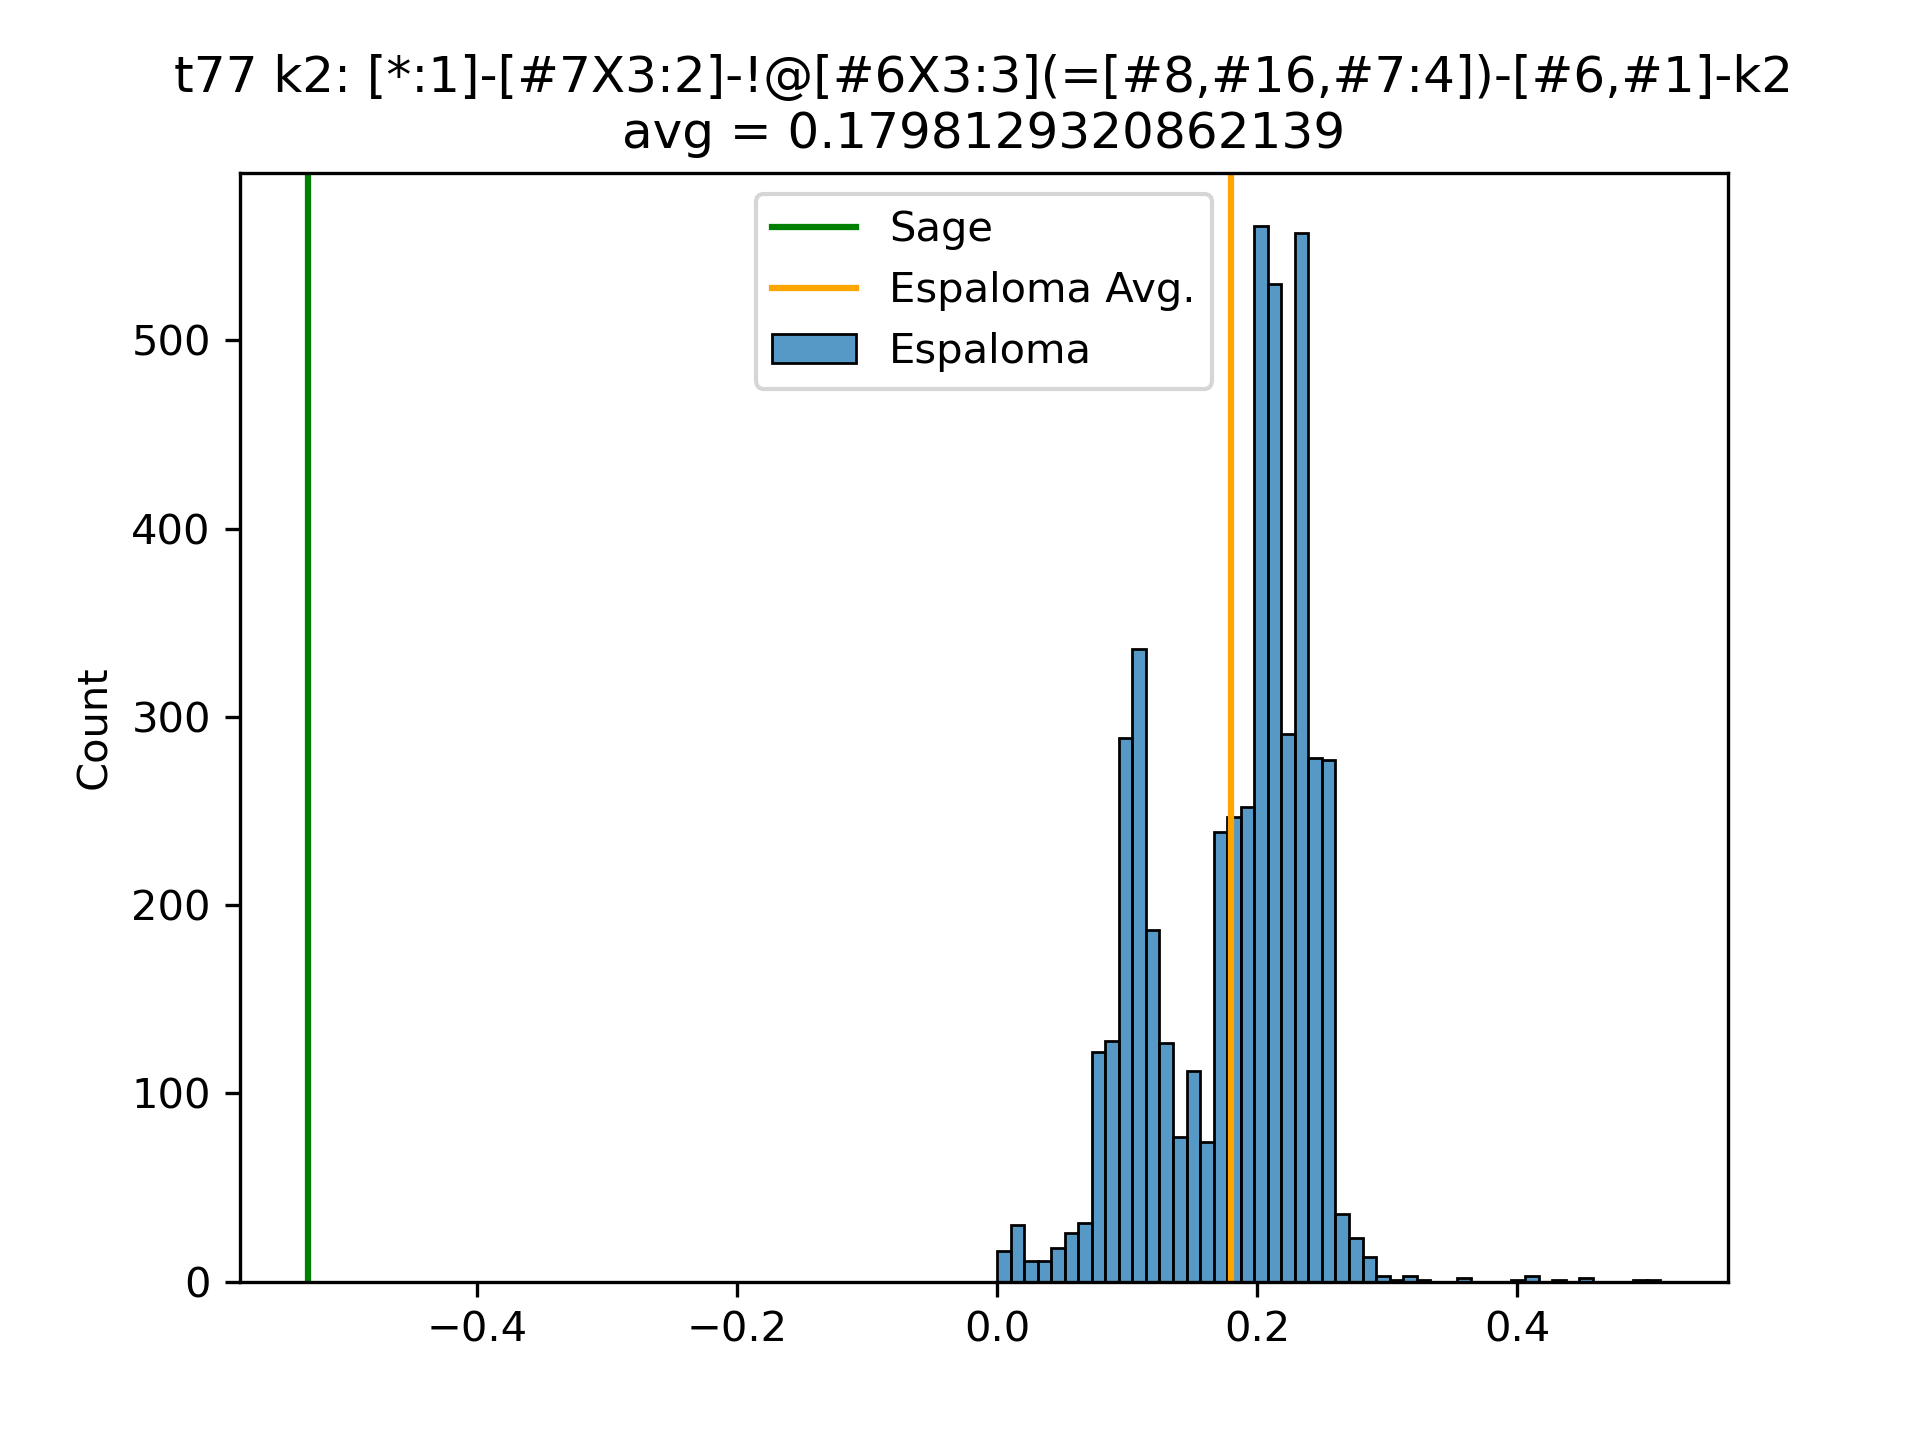 t77 k2: [*:1]-[#7X3:2]-!@[#6X3:3](=[#8,#16,#7:4])-[#6,#1]-k2
avg = 0.1798129320862139
Sage
Espaloma Avg.
Espaloma
Count
500
400
300
200
100
0
−0.4
−0.2
0.0
0.2
0.4